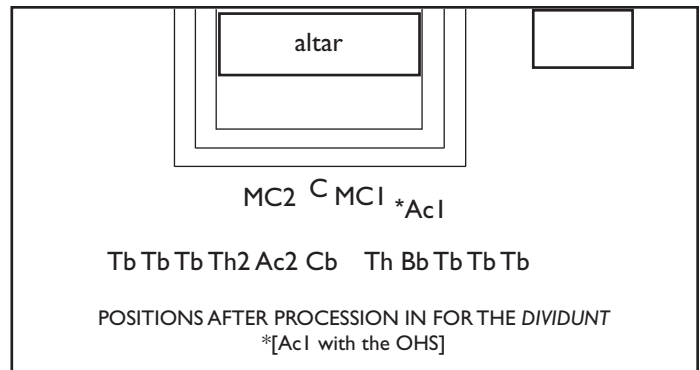 altar
MC2 C MC1 *Ac1
Tb Tb Tb Th2 Ac2 Cb Th Bb Tb Tb Tb
POSITIONS AFTER PROCESSION IN FOR THE DIVIDUNT
*[Ac1 with the OHS]